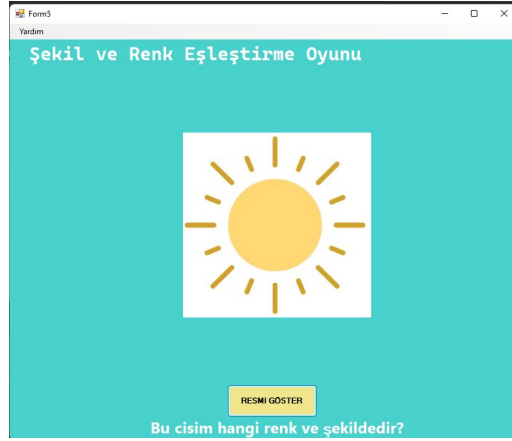 Form5
Yardım
Şekil ve Renk Eşleştirme Oyunu
RESMİ GÖSTER
Bu cisim hangi renk ve şekildedir?